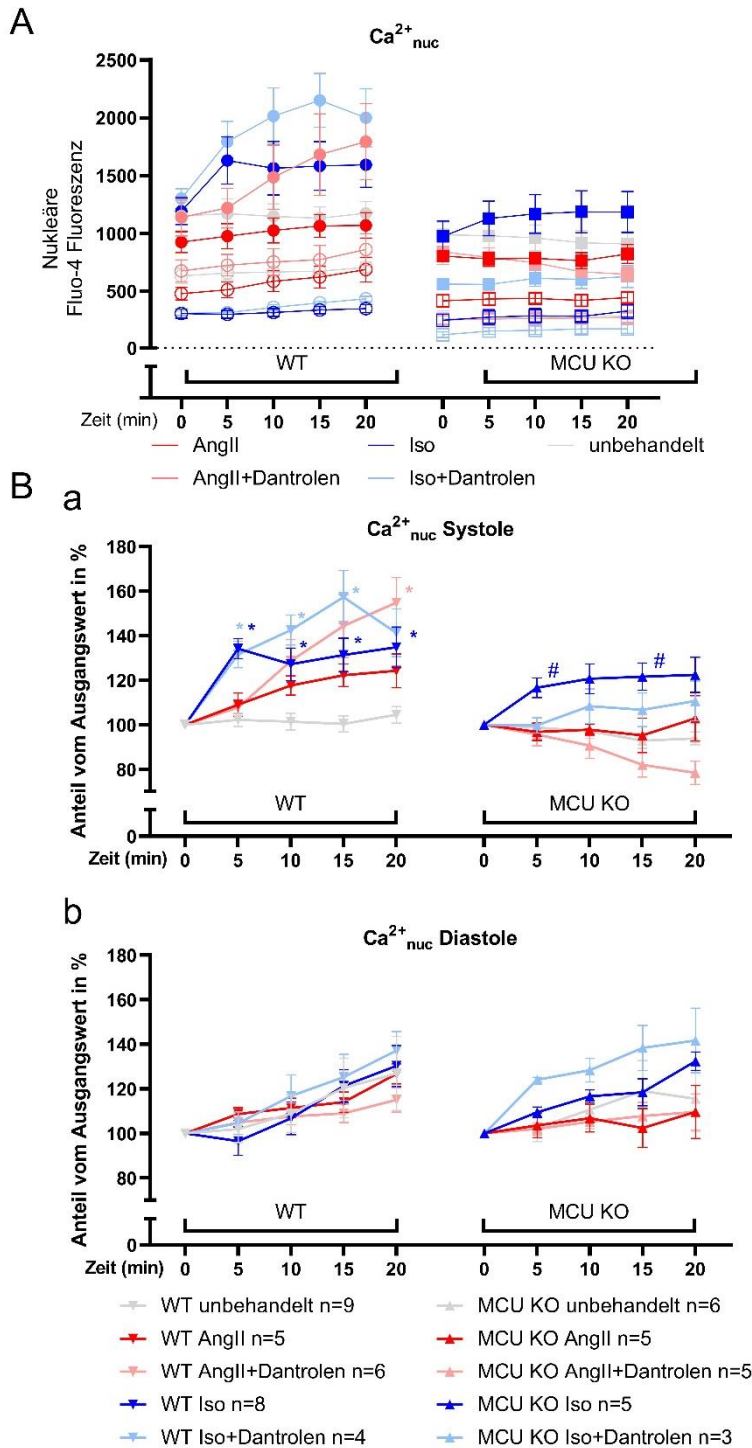 A
Ca2+nuc
Nukleäre
Fluo-4 Fluoreszenz
2500
2000
1500
1000
500
0
WT
MCU KO
Zeit (min) 0 5 10 15 20 0 5 10 15 20
AngII Iso unbehandelt
AngII+Dantrolen Iso+Dantrolen
B
a
Ca2+nuc Systole
Anteil vom Ausgangswert in %
180
160
140
120
100
80
0
* * * * * * * *
# #
WT
MCU KO
Zeit (min) 0 5 10 15 20 0 5 10 15 20
b
Ca2+nuc Diastole
Anteil vom Ausgangswert in %
180
160
140
120
100
80
0
WT
MCU KO
Zeit (min) 0 5 10 15 20 0 5 10 15 20
WT unbehandelt n=9 MCU KO unbehandelt n=6
WT AngII n=5 MCU KO AngII n=5
WT AngII+Dantrolen n=6 MCU KO AngII+Dantrolen n=5
WT Iso n=8 MCU KO Iso n=5
WT Iso+Dantrolen n=4 MCU KO Iso+Dantrolen n=3